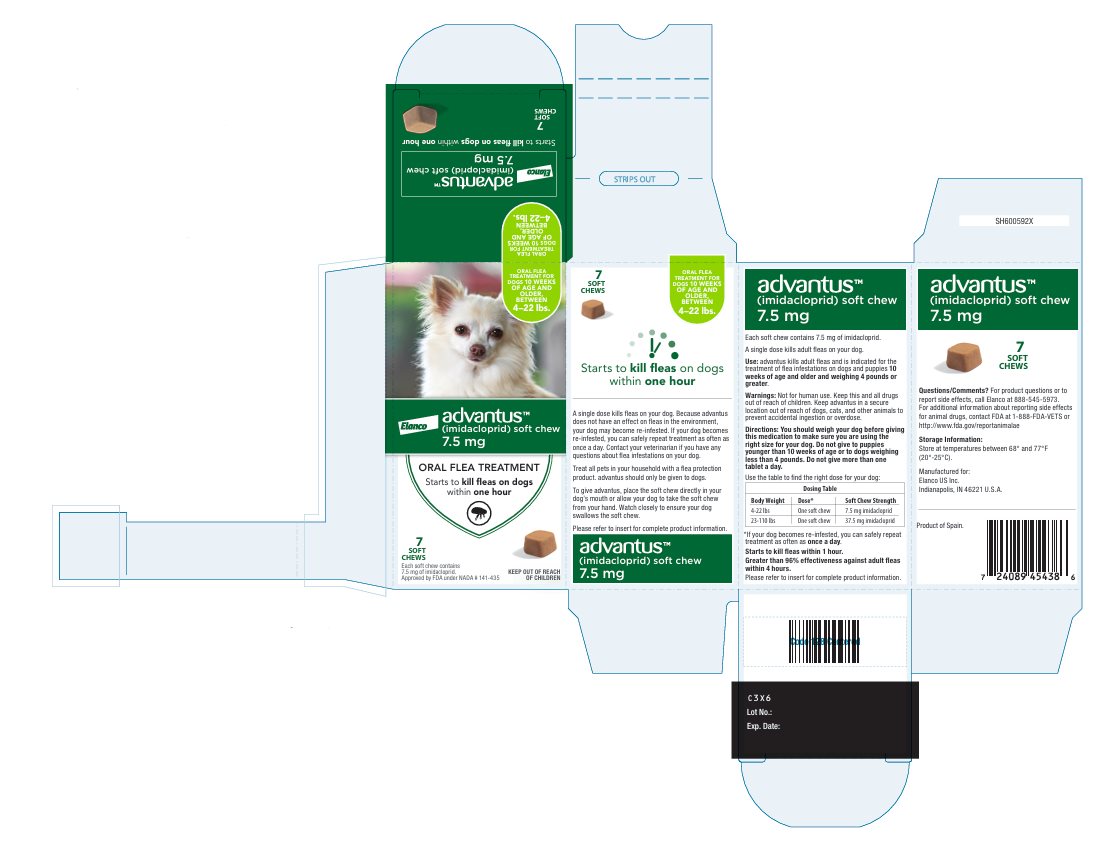 7
SOFT
CHEWS
Starts to kill fleas on dogs within one hour
Elanco
advantus™
(imidacloprid) soft chew
7.5 mg
ORAL FLEA
TREATMENT FOR
DOGS 10 WEEKS
OF AGE AND
OLDER,
BETWEEN
4–22 lbs.
ORAL FLEA
TREATMENT FOR
DOGS 10 WEEKS
OF AGE AND
OLDER,
BETWEEN
4–22 lbs.
Elanco
advantus™
(imidacloprid) soft chew
7.5 mg
ORAL FLEA TREATMENT
Starts to kill fleas on dogs
within one hour
7
SOFT
CHEWS
Each soft chew contains
7.5 mg of imidacloprid.
Approved by FDA under NADA # 141-435
KEEP OUT OF REACH
OF CHILDREN
STRIPS OUT
7
SOFT
CHEWS
ORAL FLEA
TREATMENT FOR
DOGS 10 WEEKS
OF AGE AND
OLDER,
BETWEEN
4–22 lbs.
Starts to kill fleas on dogs
within one hour
A single dose kills fleas on your dog. Because advantus
does not have an effect on fleas in the environment,
your dog may become re-infested. If your dog becomes
re-infested, you can safely repeat treatment as often as
once a day. Contact your veterinarian if you have any
questions about flea infestations on your dog.
Treat all pets in your household with a flea protection
product. advantus should only be given to dogs.
To give advantus, place the soft chew directly in your
dog's mouth or allow your dog to take the soft chew
from your hand. Watch closely to ensure your dog
swallows the soft chew.
Please refer to insert for complete product information.
advantus™
(imidacloprid) soft chew
7.5 mg
advantus™
(imidacloprid) soft chew
7.5 mg
Each soft chew contains 7.5 mg of imidacloprid.
A single dose kills adult fleas on your dog.
Use: advantus kills adult fleas and is indicated for the
treatment of flea infestations on dogs and puppies 10
weeks of age and older and weighing 4 pounds or
greater.
Warnings: Not for human use. Keep this and all drugs
out of reach of children. Keep advantus in a secure
location out of reach of dogs, cats, and other animals to
prevent accidental ingestion or overdose.
Directions: You should weigh your dog before giving
this medication to make sure you are using the
right size for your dog. Do not give to puppies
younger than 10 weeks of age or to dogs weighing
less than 4 pounds. Do not give more than one
tablet a day.
Use the table to find the right dose for your dog:
Dosing Table
Body Weight Dose* Soft Chew Strength
4-22 lbs One soft chew 7.5 mg imidacloprid
23-110 lbs One soft chew 37.5 mg imidacloprid
*If your dog becomes re-infested, you can safely repeat
treatment as often as once a day.
Starts to kill fleas within 1 hour.
Greater than 96% effectiveness against adult fleas
within 4 hours.
Please refer to insert for complete product information.
C3X6
Lot No.:
Exp. Date:
SH600592X
advantus™
(imidacloprid) soft chew
7.5 mg
7
SOFT
CHEWS
Questions/Comments? For product questions or to
report side effects, call Elanco at 888-545-5973.
For additional information about reporting side effects
for animal drugs, contact FDA at 1-888-FDA-VETS or
http://www.fda.gov/reportanimalae
Storage Information:
Store at temperatures between 68° and 77°F
(20°-25°C).
Manufactured for:
Elanco US Inc.
Indianapolis, IN 46221 U.S.A.
Product of Spain.
7 24089 45438 6